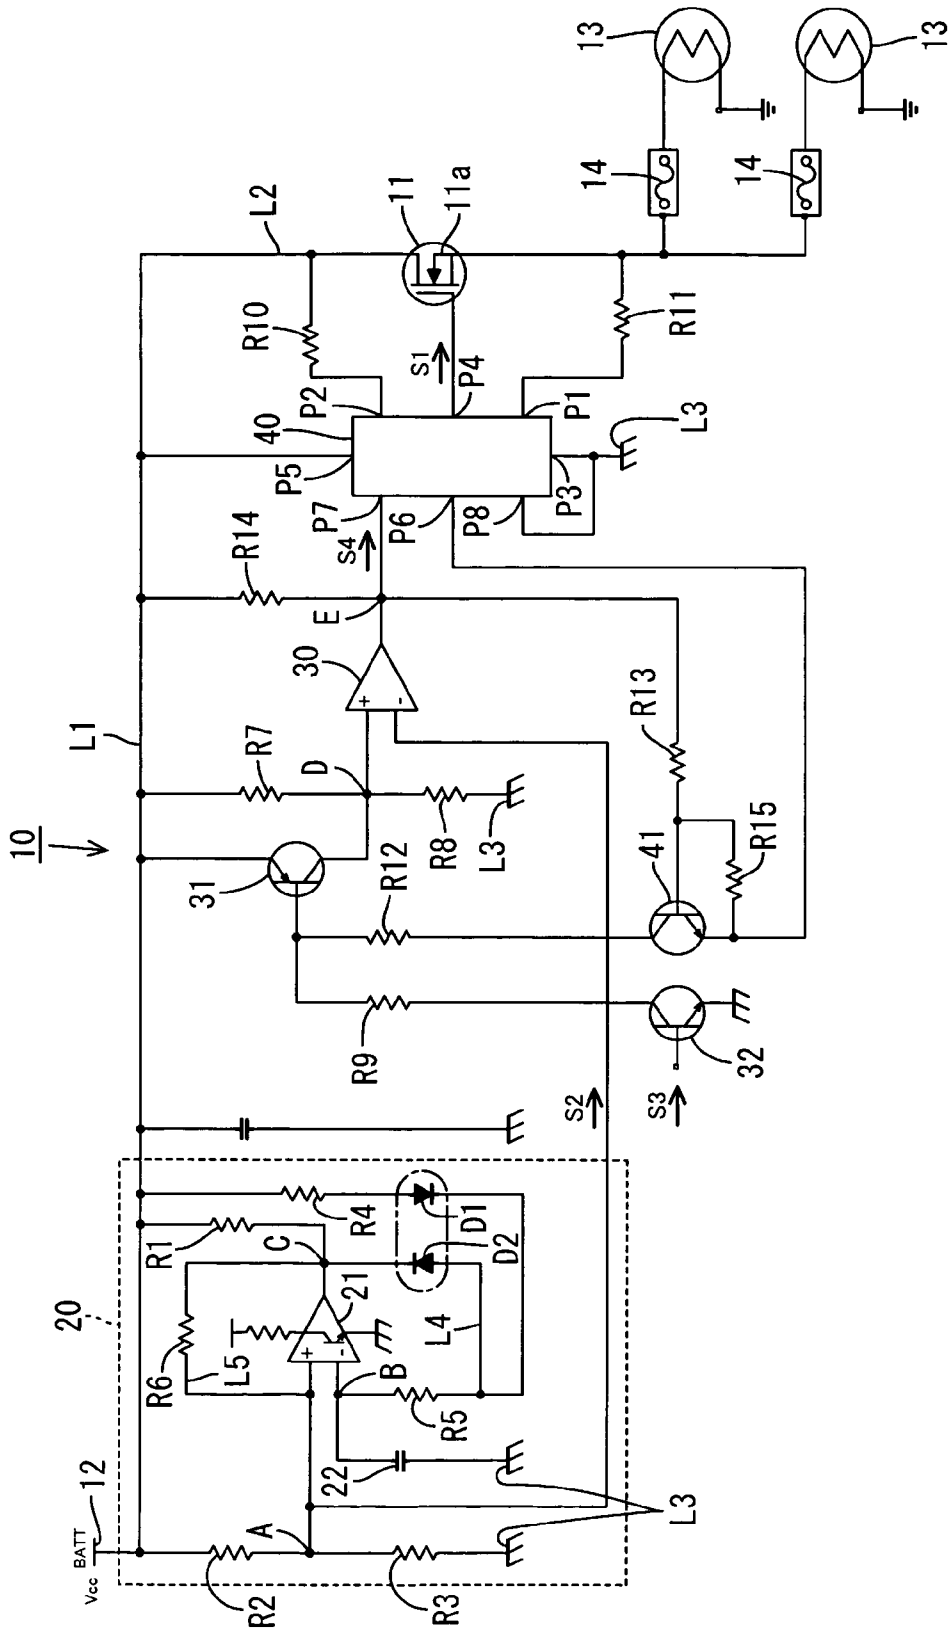 10
L1
L2
L3
L3
L3
L4
L5
Vcc BATT
12
20
R1
R2
R3
R4
R5
R6
R7
R8
R9
R10
R11
R12
R13
R14
R15
A
B
C
D
E
21
22
D1
D2
30
31
32
40
41
P1
P2
P3
P4
P5
P6
P7
P8
S1
S2
S3
S4
11
11a
13
13
14
14
+
-
+
-